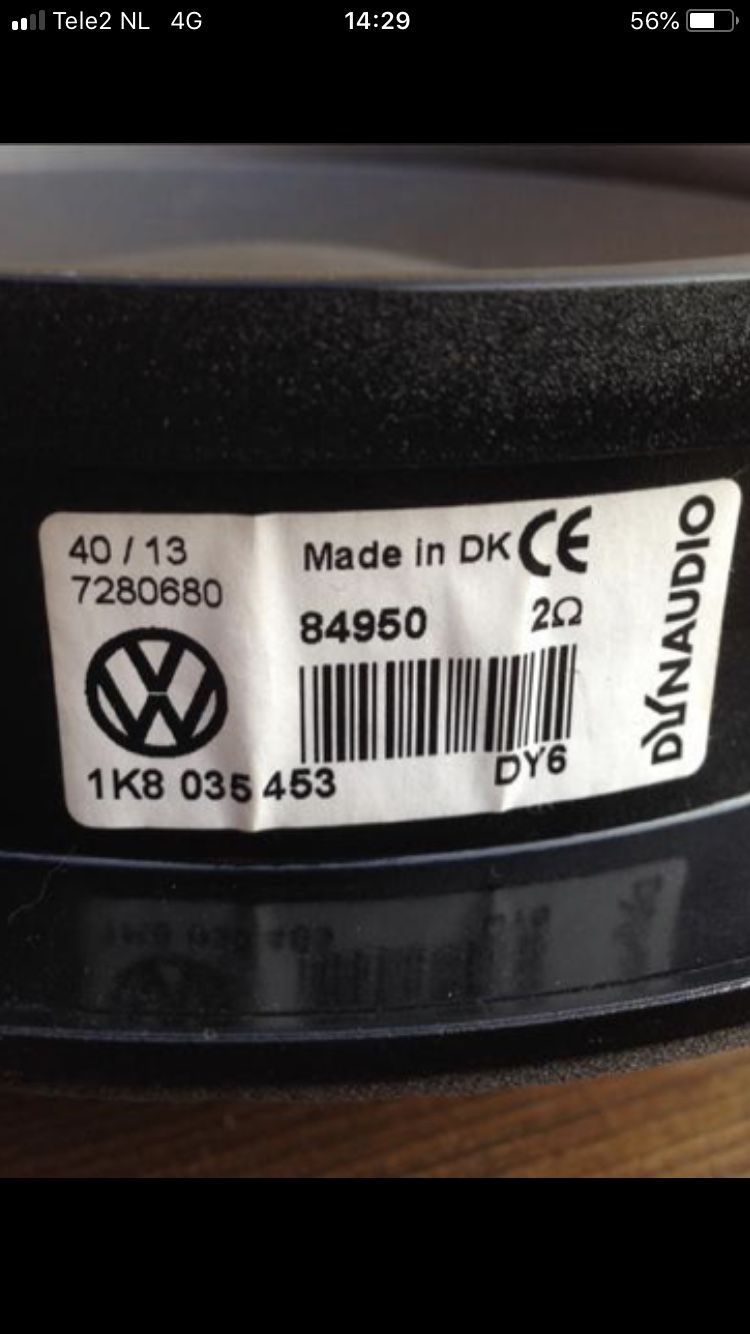 Tele2 NL 4G 14:29 56%
40 / 13
7280680
Made in DK CE
84950 2Ω
DYNAUDIO
DY6
1K8 035 453